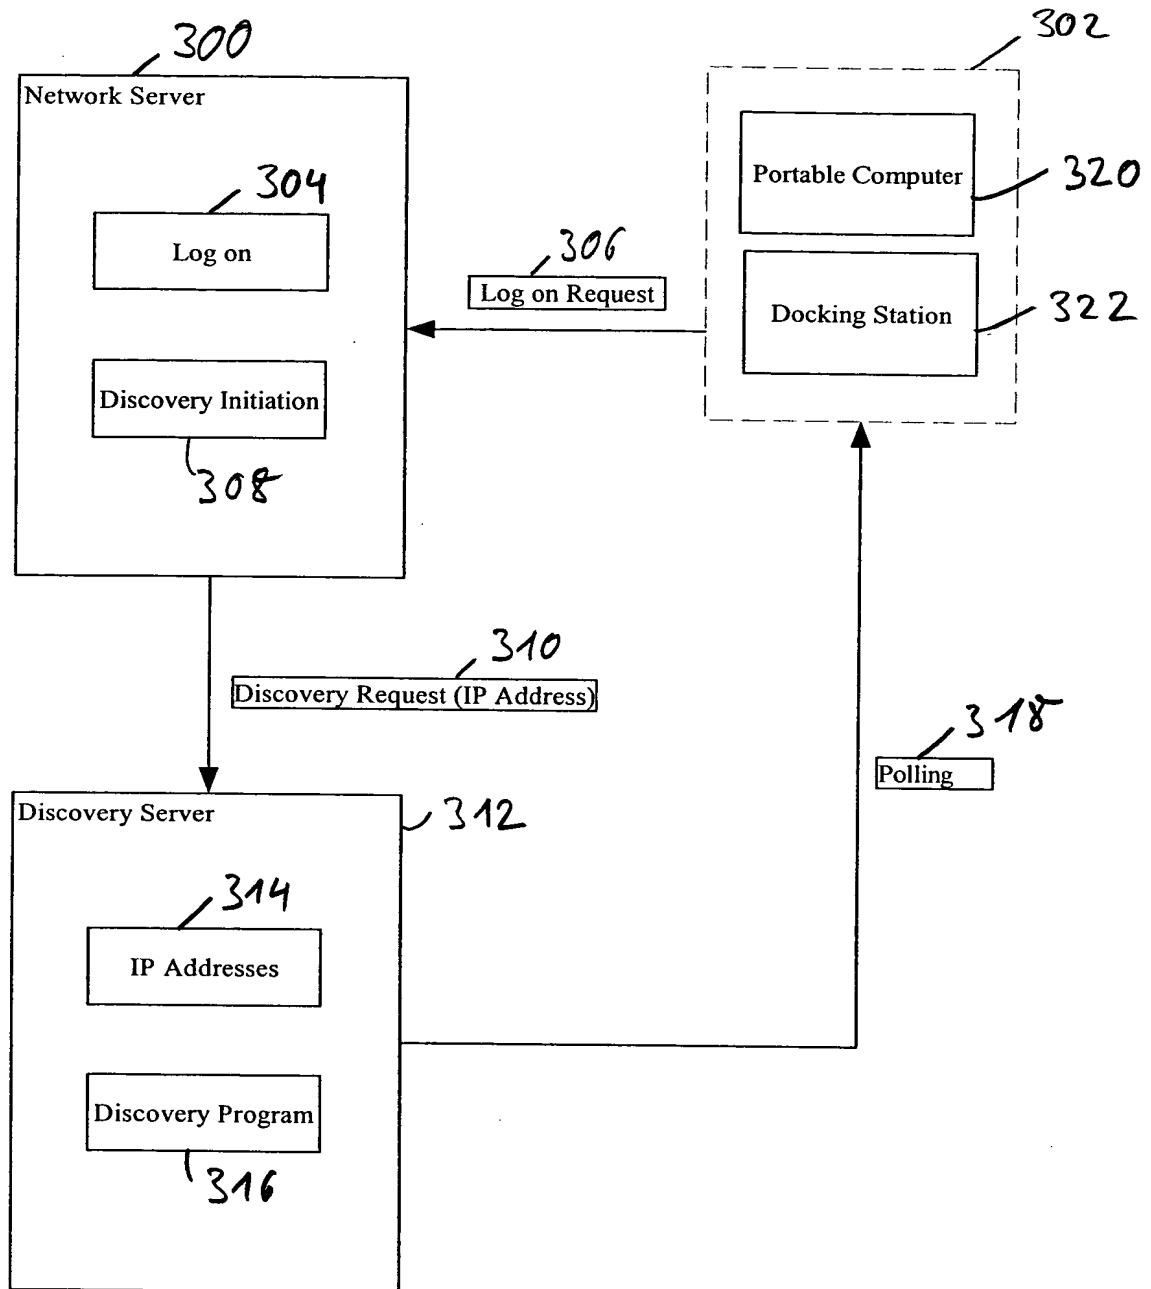 300
302
Network Server
304
Log on
Portable Computer
320
306
Log on Request
Docking Station
322
Discovery Initiation
308
310
Discovery Request (IP Address)
318
Polling
Discovery Server
312
314
IP Addresses
Discovery Program
316